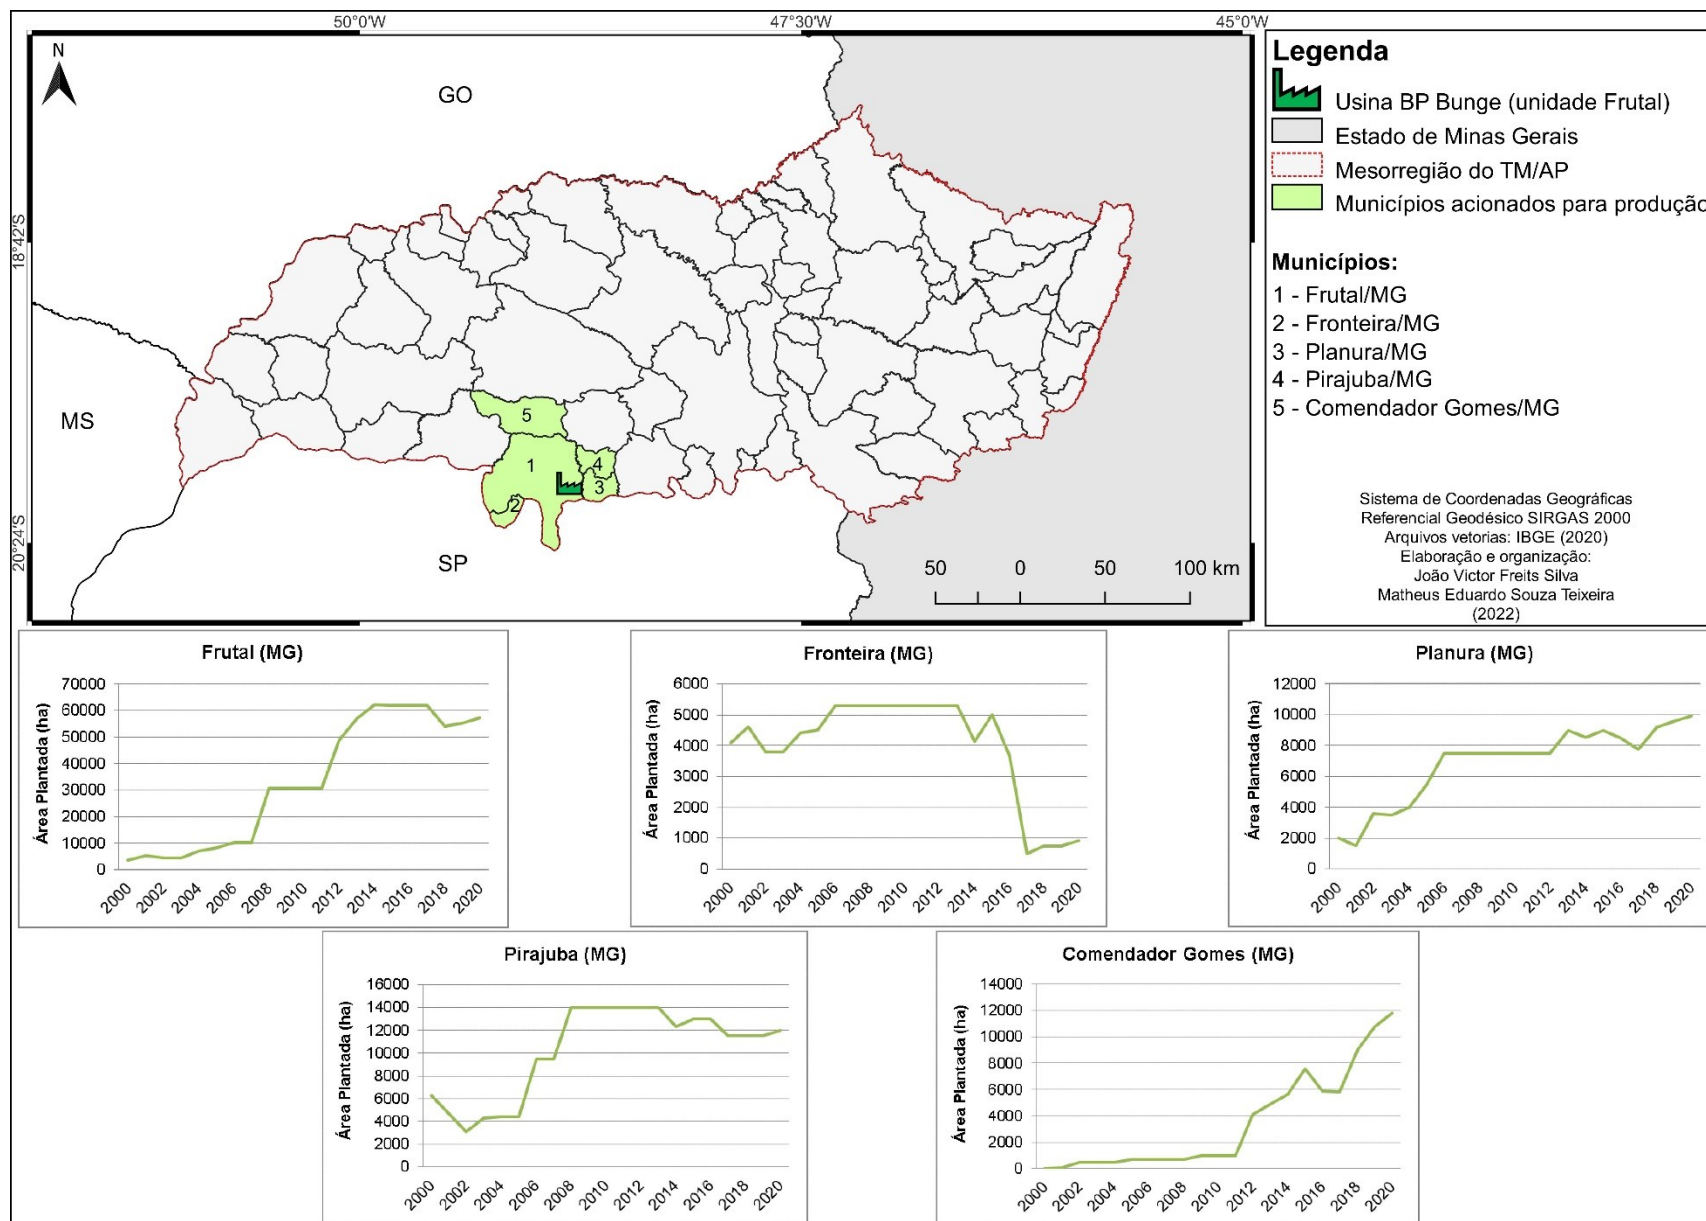 50°0'W
47°30'W
45°0'W
18°42'S
20°24'S
N
GO
MS
SP
5
1
4
3
2
50 0 50 100 km
Legenda
Usina BP Bunge (unidade Frutal)
Estado de Minas Gerais
Mesorregião do TM/AP
Municípios acionados para produção
Municípios:
1 - Frutal/MG
2 - Fronteira/MG
3 - Planura/MG
4 - Pirajuba/MG
5 - Comendador Gomes/MG
Sistema de Coordenadas Geográficas
Referencial Geodésico SIRGAS 2000
Arquivos vetorias: IBGE (2020)
Elaboração e organização:
João Victor Freits Silva
Matheus Eduardo Souza Teixeira
(2022)
Frutal (MG)
Área Plantada (ha)
70000
60000
50000
40000
30000
20000
10000
0
2000 2002 2004 2006 2008 2010 2012 2014 2016 2018 2020
Fronteira (MG)
Área Plantada (ha)
6000
5000
4000
3000
2000
1000
0
2000 2002 2004 2006 2008 2010 2012 2014 2016 2018 2020
Planura (MG)
Área Plantada (ha)
12000
10000
8000
6000
4000
2000
0
2000 2002 2004 2006 2008 2010 2012 2014 2016 2018 2020
Pirajuba (MG)
Área Plantada (ha)
16000
14000
12000
10000
8000
6000
4000
2000
0
2000 2002 2004 2006 2008 2010 2012 2014 2016 2018 2020
Comendador Gomes (MG)
Área Plantada (ha)
14000
12000
10000
8000
6000
4000
2000
0
2000 2002 2004 2006 2008 2010 2012 2014 2016 2018 2020